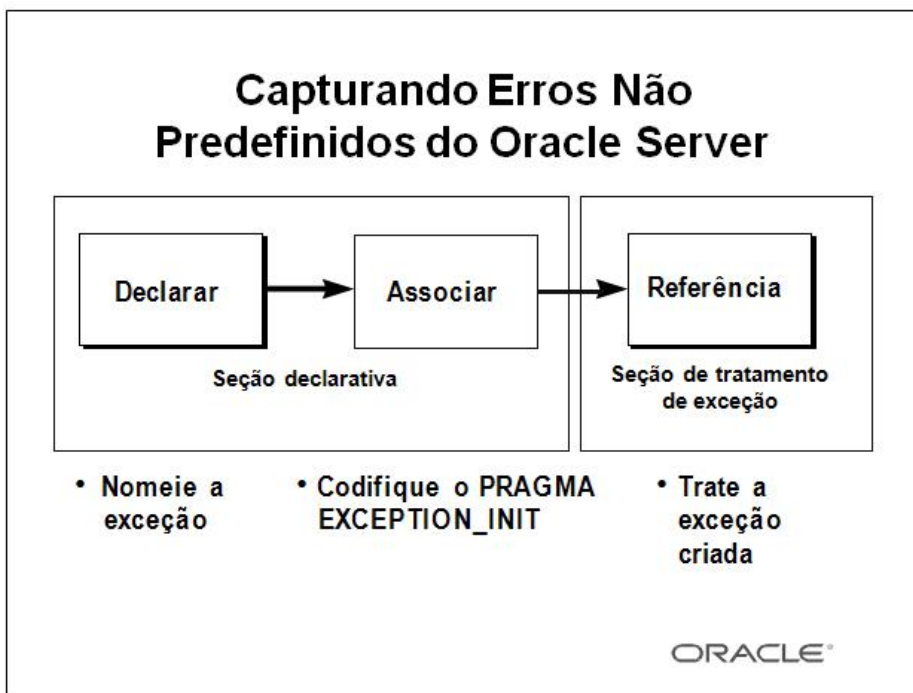 Capturando Erros Não
Predefinidos do Oracle Server
Declarar
Associar
Referência
Seção declarativa
Seção de tratamento
de exceção
• Nomeie a
exceção
• Codifique o PRAGMA
EXCEPTION_INIT
• Trate a
exceção
criada
ORACLE®